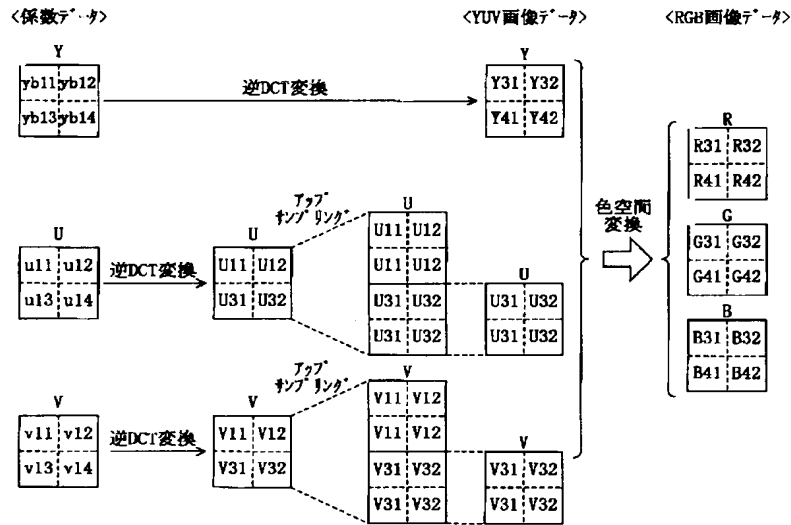 <係数データ> <YUV画像データ> <RGB画像データ>
Y Y
yb11 yb12 逆DCT変換 Y31 Y32
yb13 yb14 Y41 Y42
R
R31 R32
R41 R42
アップ
サンプリング
U
U11 U12
U11 U12
U31 U32
U31 U32
色空間
変換
G
G31 G32
G41 G42
U U U
u11 u12 逆DCT変換 U11 U12 U31 U32
u13 u14 U31 U32 U31 U32
B
B31 B32
B41 B42
アップ
サンプリング
V
V11 V12
V11 V12
V31 V32
V31 V32
V V V
v11 v12 逆DCT変換 V11 V12 V31 V32
v13 v14 V31 V32 V31 V32